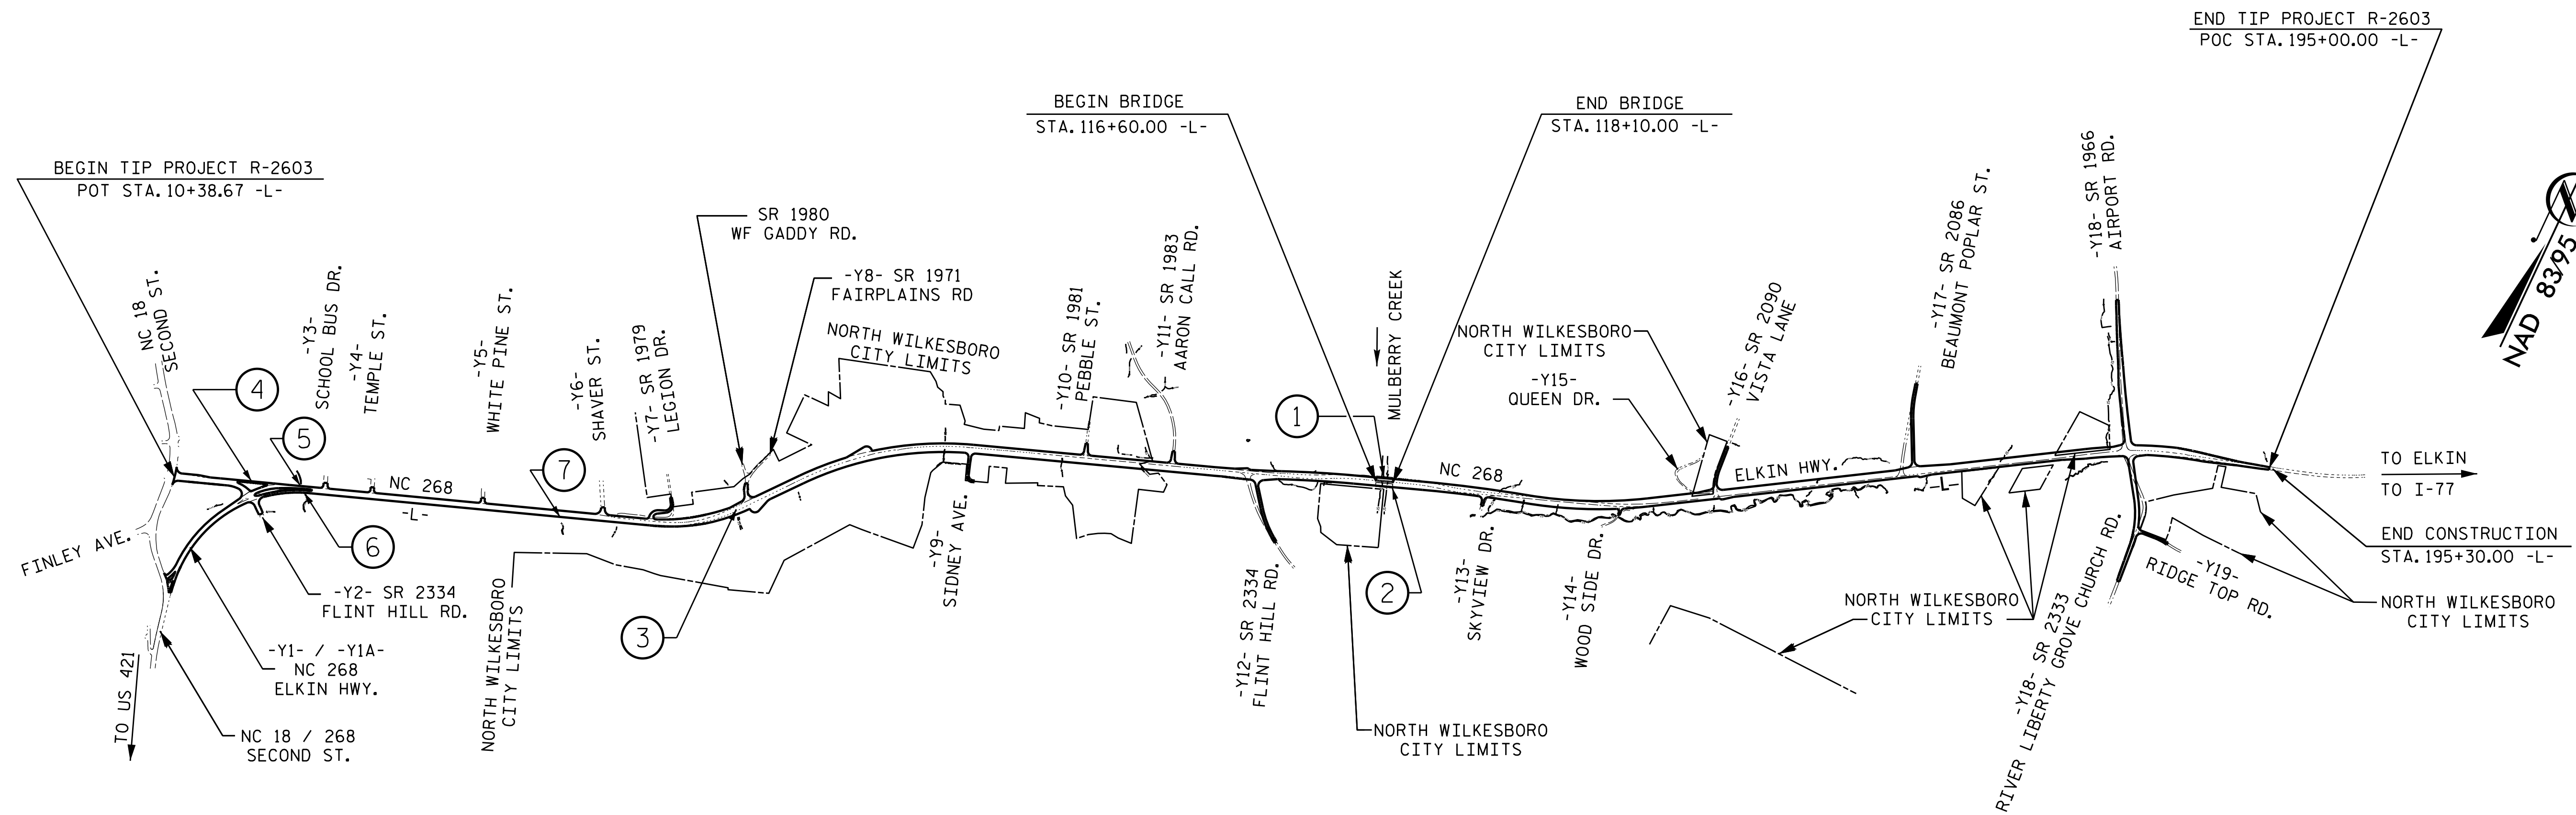 END TIP PROJECT R-2603
POC STA. 195+00.00 -L-
BEGIN BRIDGE
STA. 116+60.00 -L-
END BRIDGE
STA. 118+10.00 -L-
BEGIN TIP PROJECT R-2603
POT STA. 10+38.67 -L-
SR 1980
WF GADDY RD.
-Y8- SR 1971
FAIRPLAINS RD
NORTH WILKESBORO
CITY LIMITS
NC 18
SECOND ST.
4
5
-Y3-
SCHOOL BUS DR.
-Y4-
TEMPLE ST.
-Y5-
WHITE PINE ST.
-Y6-
SHAVER ST.
-Y7- SR 1979
LEGION DR.
-Y10- SR 1981
PEBBLE ST.
-Y11- SR 1983
AARON CALL RD.
1
MULBERRY CREEK
NORTH WILKESBORO
CITY LIMITS
-Y15-
QUEEN DR.
-Y16- SR 2090
VISTA LANE
-Y17- SR 2086
BEAUMONT POPLAR ST.
-Y18- SR 1966
AIRPORT RD.
NAD 83/95
7
NC 268
-L-
6
NC 268
ELKIN HWY.
-L-
TO ELKIN
TO I-77
END CONSTRUCTION
STA. 195+30.00 -L-
FINLEY AVE.
-Y2- SR 2334
FLINT HILL RD.
-Y1- / -Y1A-
NC 268
ELKIN HWY.
TO US 421
NC 18 / 268
SECOND ST.
NORTH WILKESBORO
CITY LIMITS
3
-Y9-
SIDNEY AVE.
-Y12- SR 2334
FLINT HILL RD.
2
NORTH WILKESBORO
CITY LIMITS
-Y13-
SKYVIEW DR.
-Y14-
WOOD SIDE DR.
NORTH WILKESBORO
CITY LIMITS
-Y18- SR 2333
RIVER LIBERTY GROVE CHURCH RD.
-Y19-
RIDGE TOP RD.
NORTH WILKESBORO
CITY LIMITS